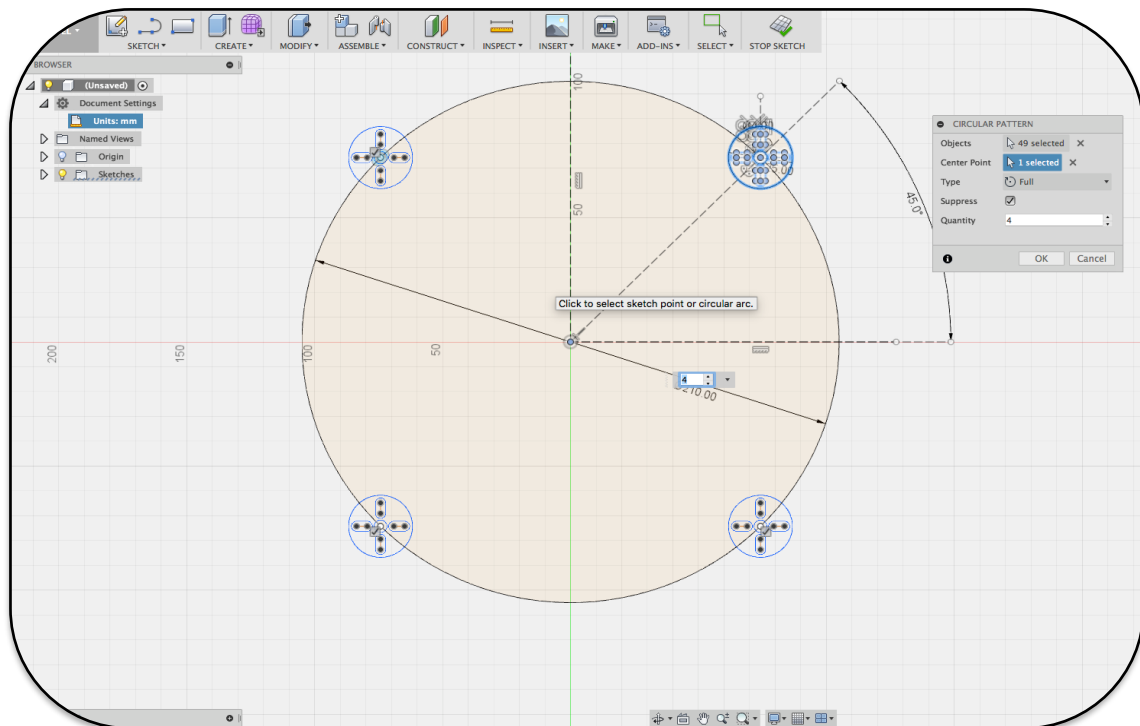 SKETCH
CREATE
MODIFY
ASSEMBLE
CONSTRUCT
INSPECT
INSERT
MAKE
ADD-INS
SELECT
STOP SKETCH
BROWSER
(Unsaved)
Document Settings
Units: mm
Named Views
Origin
Sketches
100
50
45.0°
CIRCULAR PATTERN
Objects
49 selected
Center Point
1 selected
Type
Full
Suppress
Quantity
4
OK
Cancel
Click to select sketch point or circular arc.
200
150
100
50
4
210.00